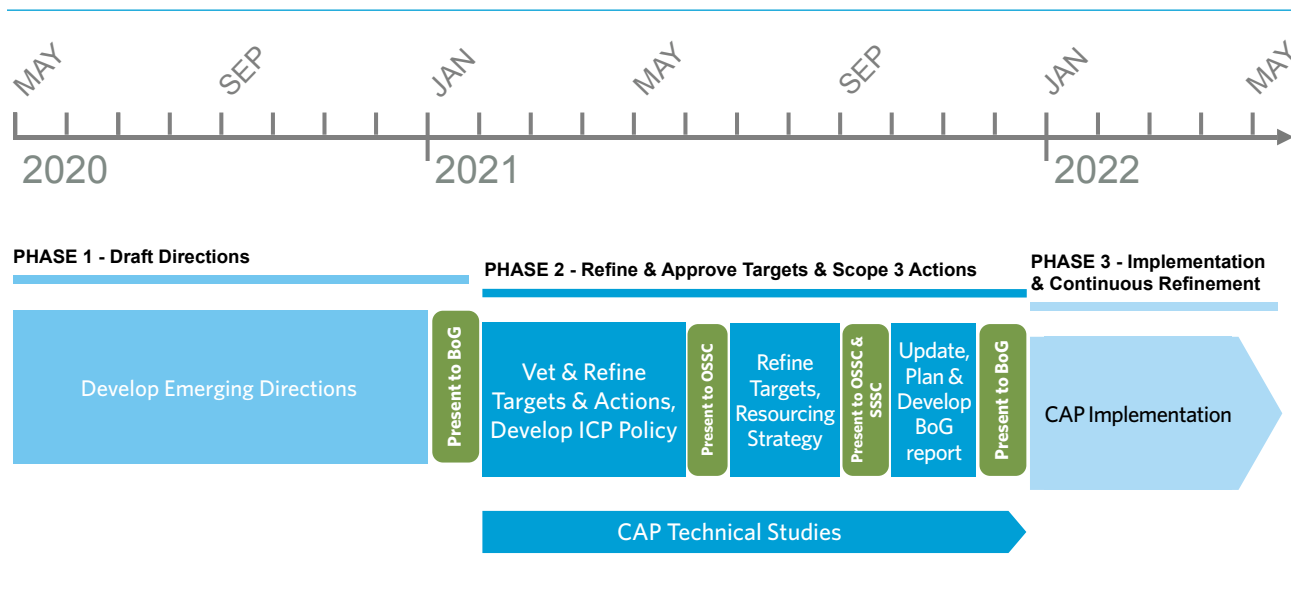 MAY
SEP
JAN
MAY
SEP
JAN
MAY
2020
2021
2022
PHASE 1 - Draft Directions
PHASE 2 - Refine & Approve Targets & Scope 3 Actions
PHASE 3 - Implementation
& Continuous Refinement
Develop Emerging Directions
Present to BoG
Vet & Refine
Targets & Actions,
Develop ICP Policy
Present to OSSC
Refine
Targets,
Resourcing
Strategy
Present to OSSC &
SSSC
Update,
Plan &
Develop
BoG
report
Present to BoG
CAP Implementation
CAP Technical Studies